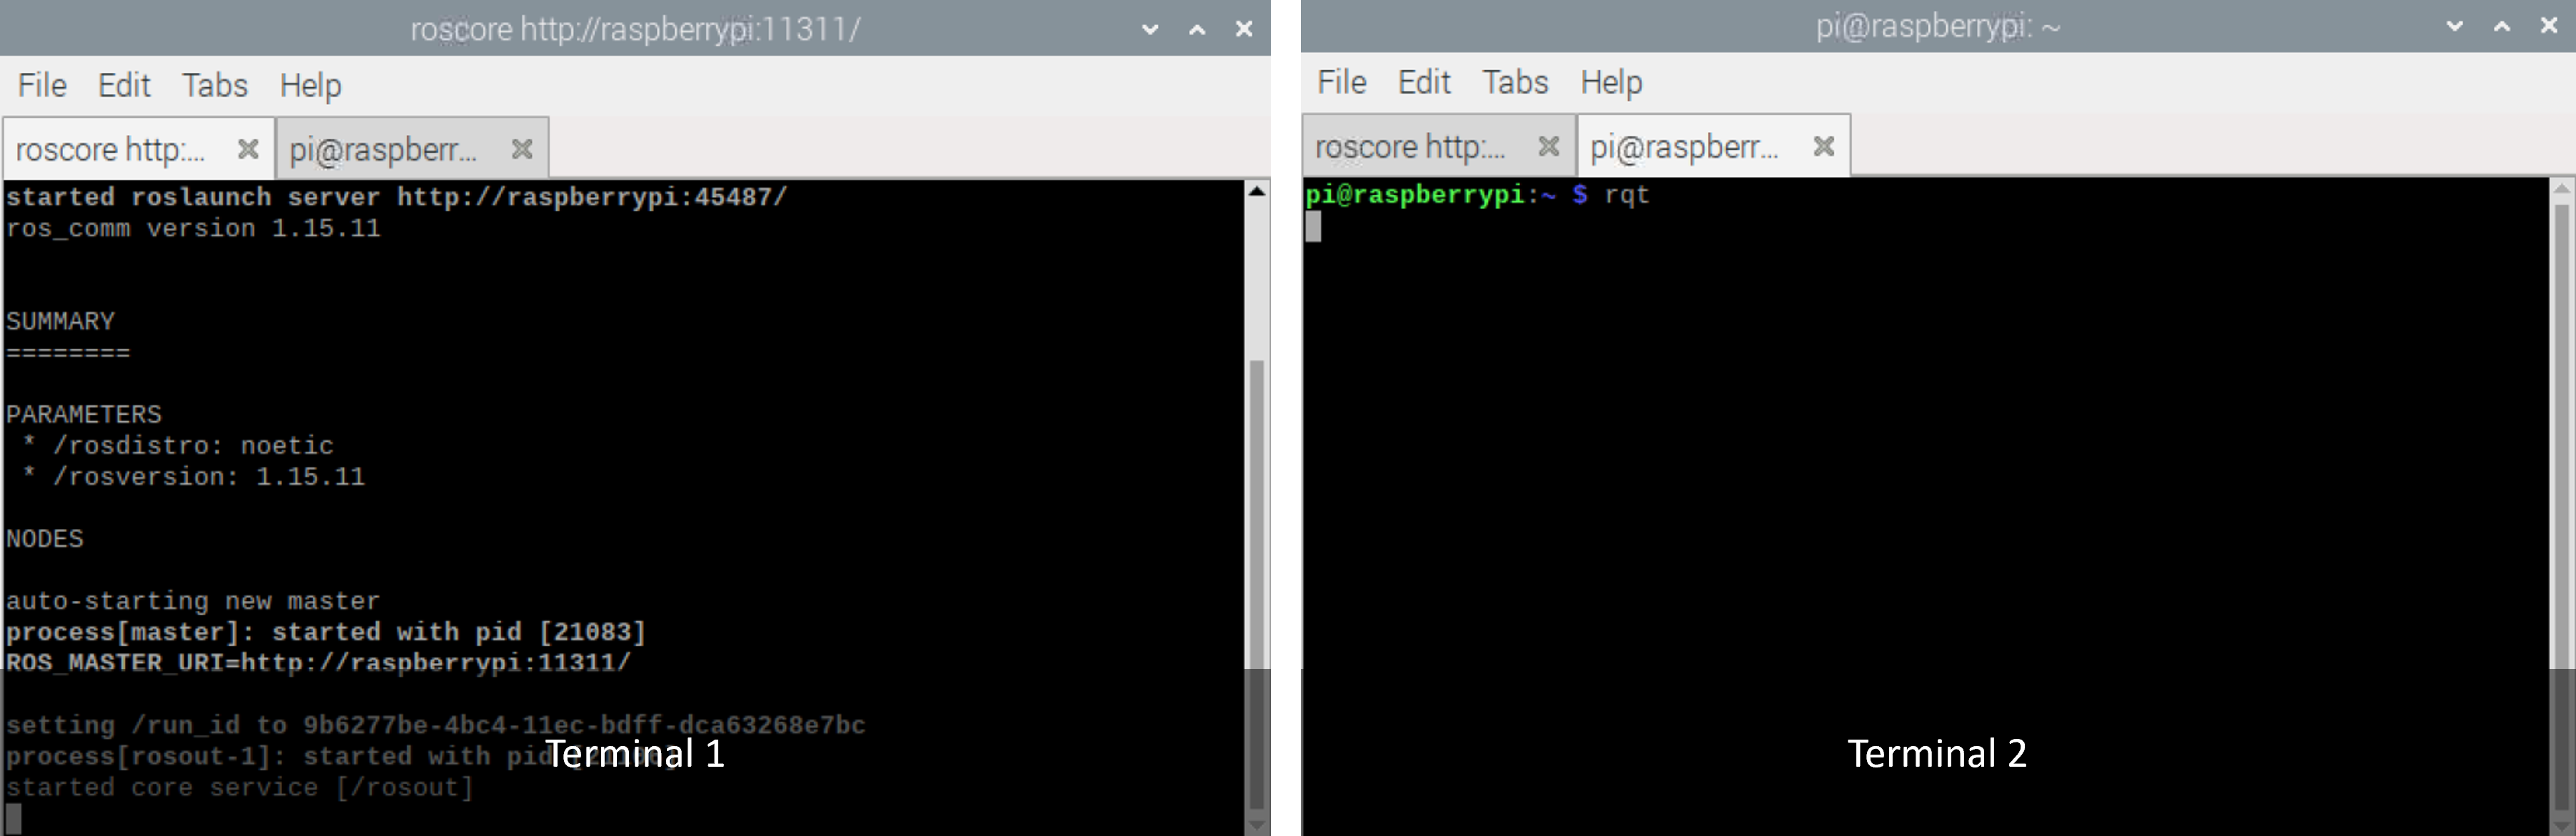 roscore http://raspberrypi:11311/
File Edit Tabs Help
roscore http:... pi@raspberr...
started roslaunch server http://raspberrypi:45487/
ros_comm version 1.15.11
SUMMARY
========
PARAMETERS
* /rosdistro: noetic
* /rosversion: 1.15.11
NODES
auto-starting new master
process[master]: started with pid [21083]
ROS_MASTER_URI=http://raspberrypi:11311/
setting /run_id to 9b6277be-4bc4-11ec-bdff-dca63268e7bc
process[rosout-1]: started with pid
started core service [/rosout]
Terminal 1
pi@raspberrypi: ~
File Edit Tabs Help
roscore http:... pi@raspberr...
pi@raspberrypi:~ $ rqt
Terminal 2